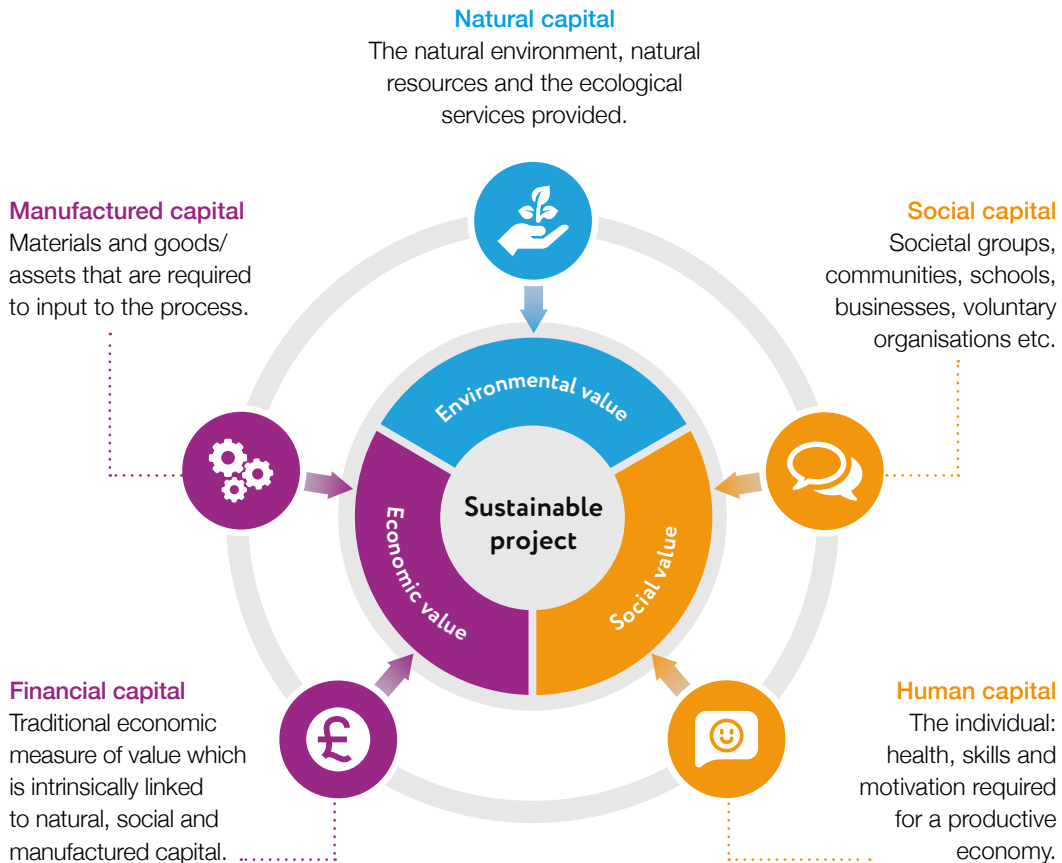 Natural capital
The natural environment, natural
resources and the ecological
services provided.
Manufactured capital
Materials and goods/
assets that are required
to input to the process.
Social capital
Societal groups,
communities, schools,
businesses, voluntary
organisations etc.
Environmental value
Economic value
Sustainable
project
Social value
Financial capital
Traditional economic
measure of value which
is intrinsically linked
to natural, social and
manufactured capital.
£
Human capital
The individual:
health, skills and
motivation required
for a productive
economy.